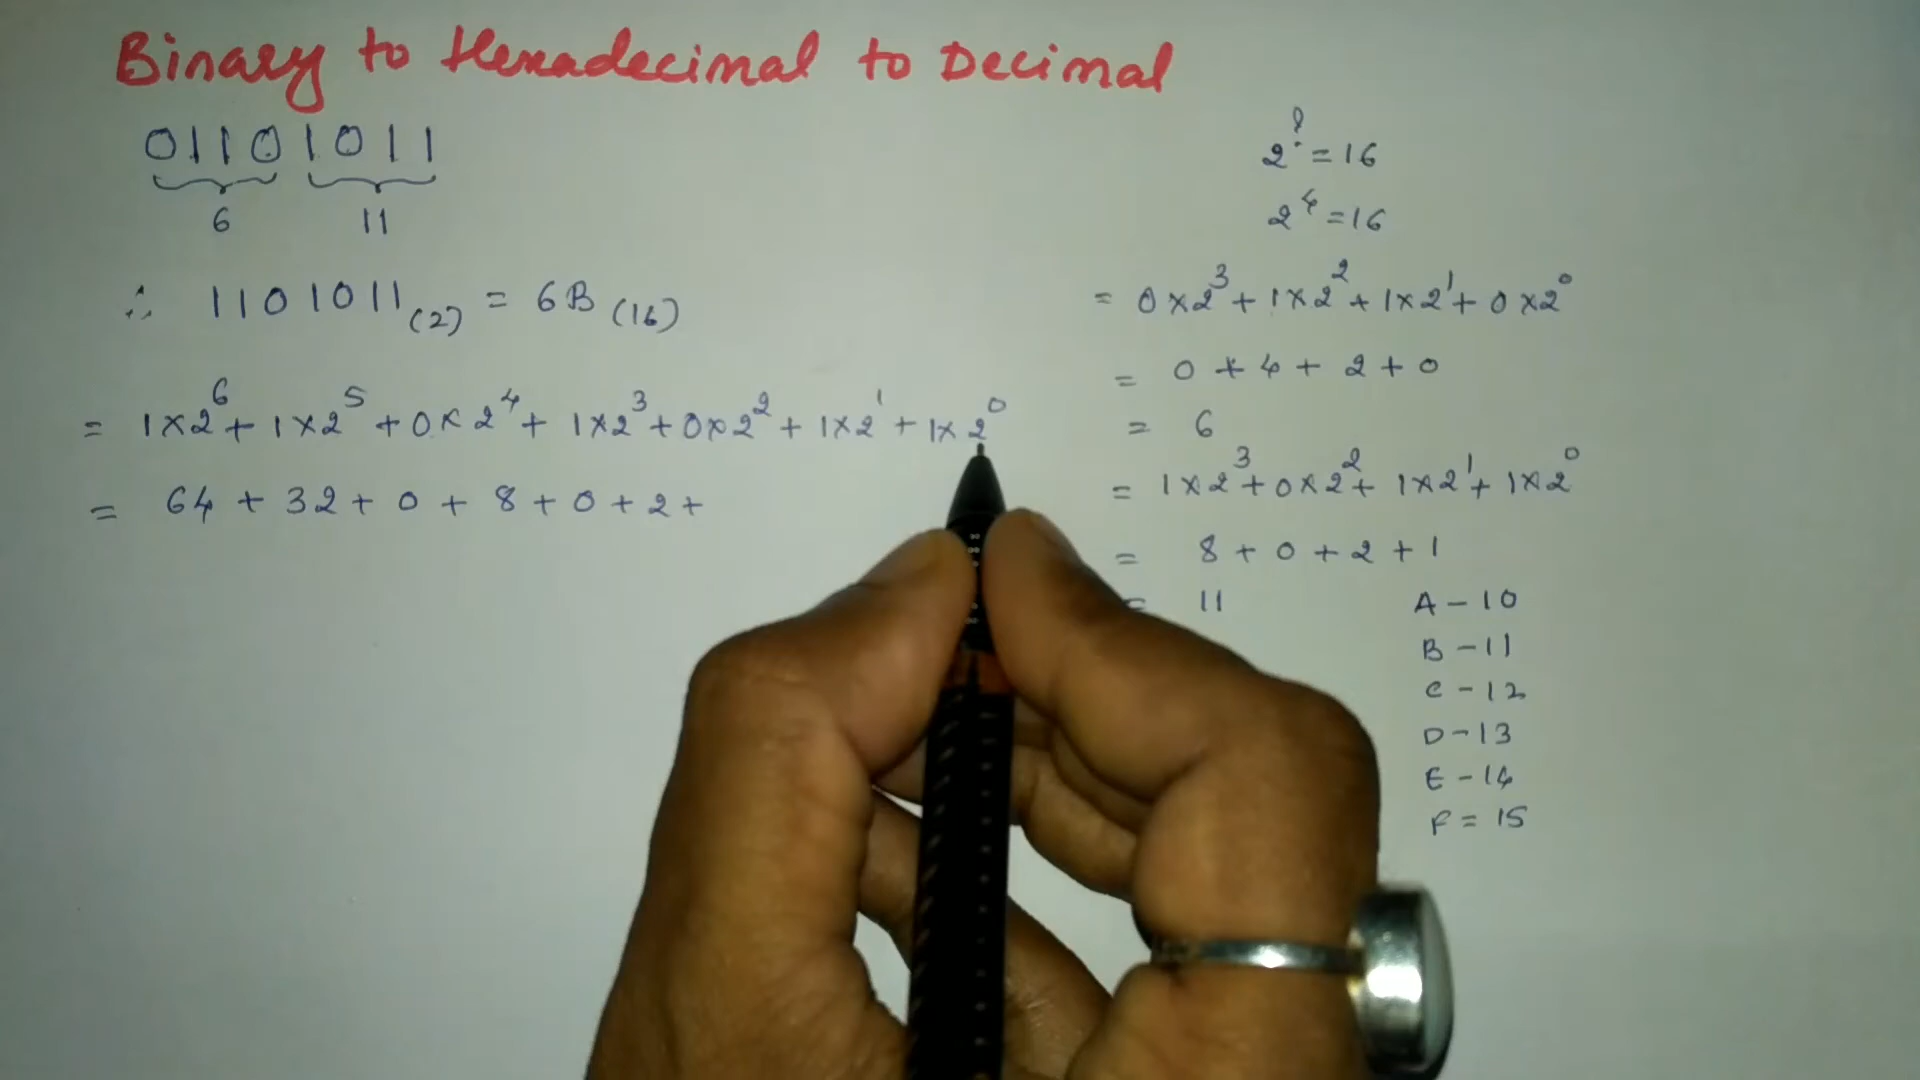 Binary to Hexadecimal to Decimal
01101011
6 11
∴ 1101011(2) = 6B(16)
= 1×2⁶ + 1×2⁵ + 0×2⁴ + 1×2³ + 0×2² + 1×2¹ + 1×2⁰
= 64 + 32 + 0 + 8 + 0 + 2 +
2^? = 16
2⁴ = 16
= 0×2³ + 1×2² + 1×2¹ + 0×2⁰
= 0 + 4 + 2 + 0
= 6
= 1×2³ + 0×2² + 1×2¹ + 1×2⁰
= 8 + 0 + 2 + 1
= 11
A – 10
B – 11
C – 12
D – 13
E – 14
F = 15